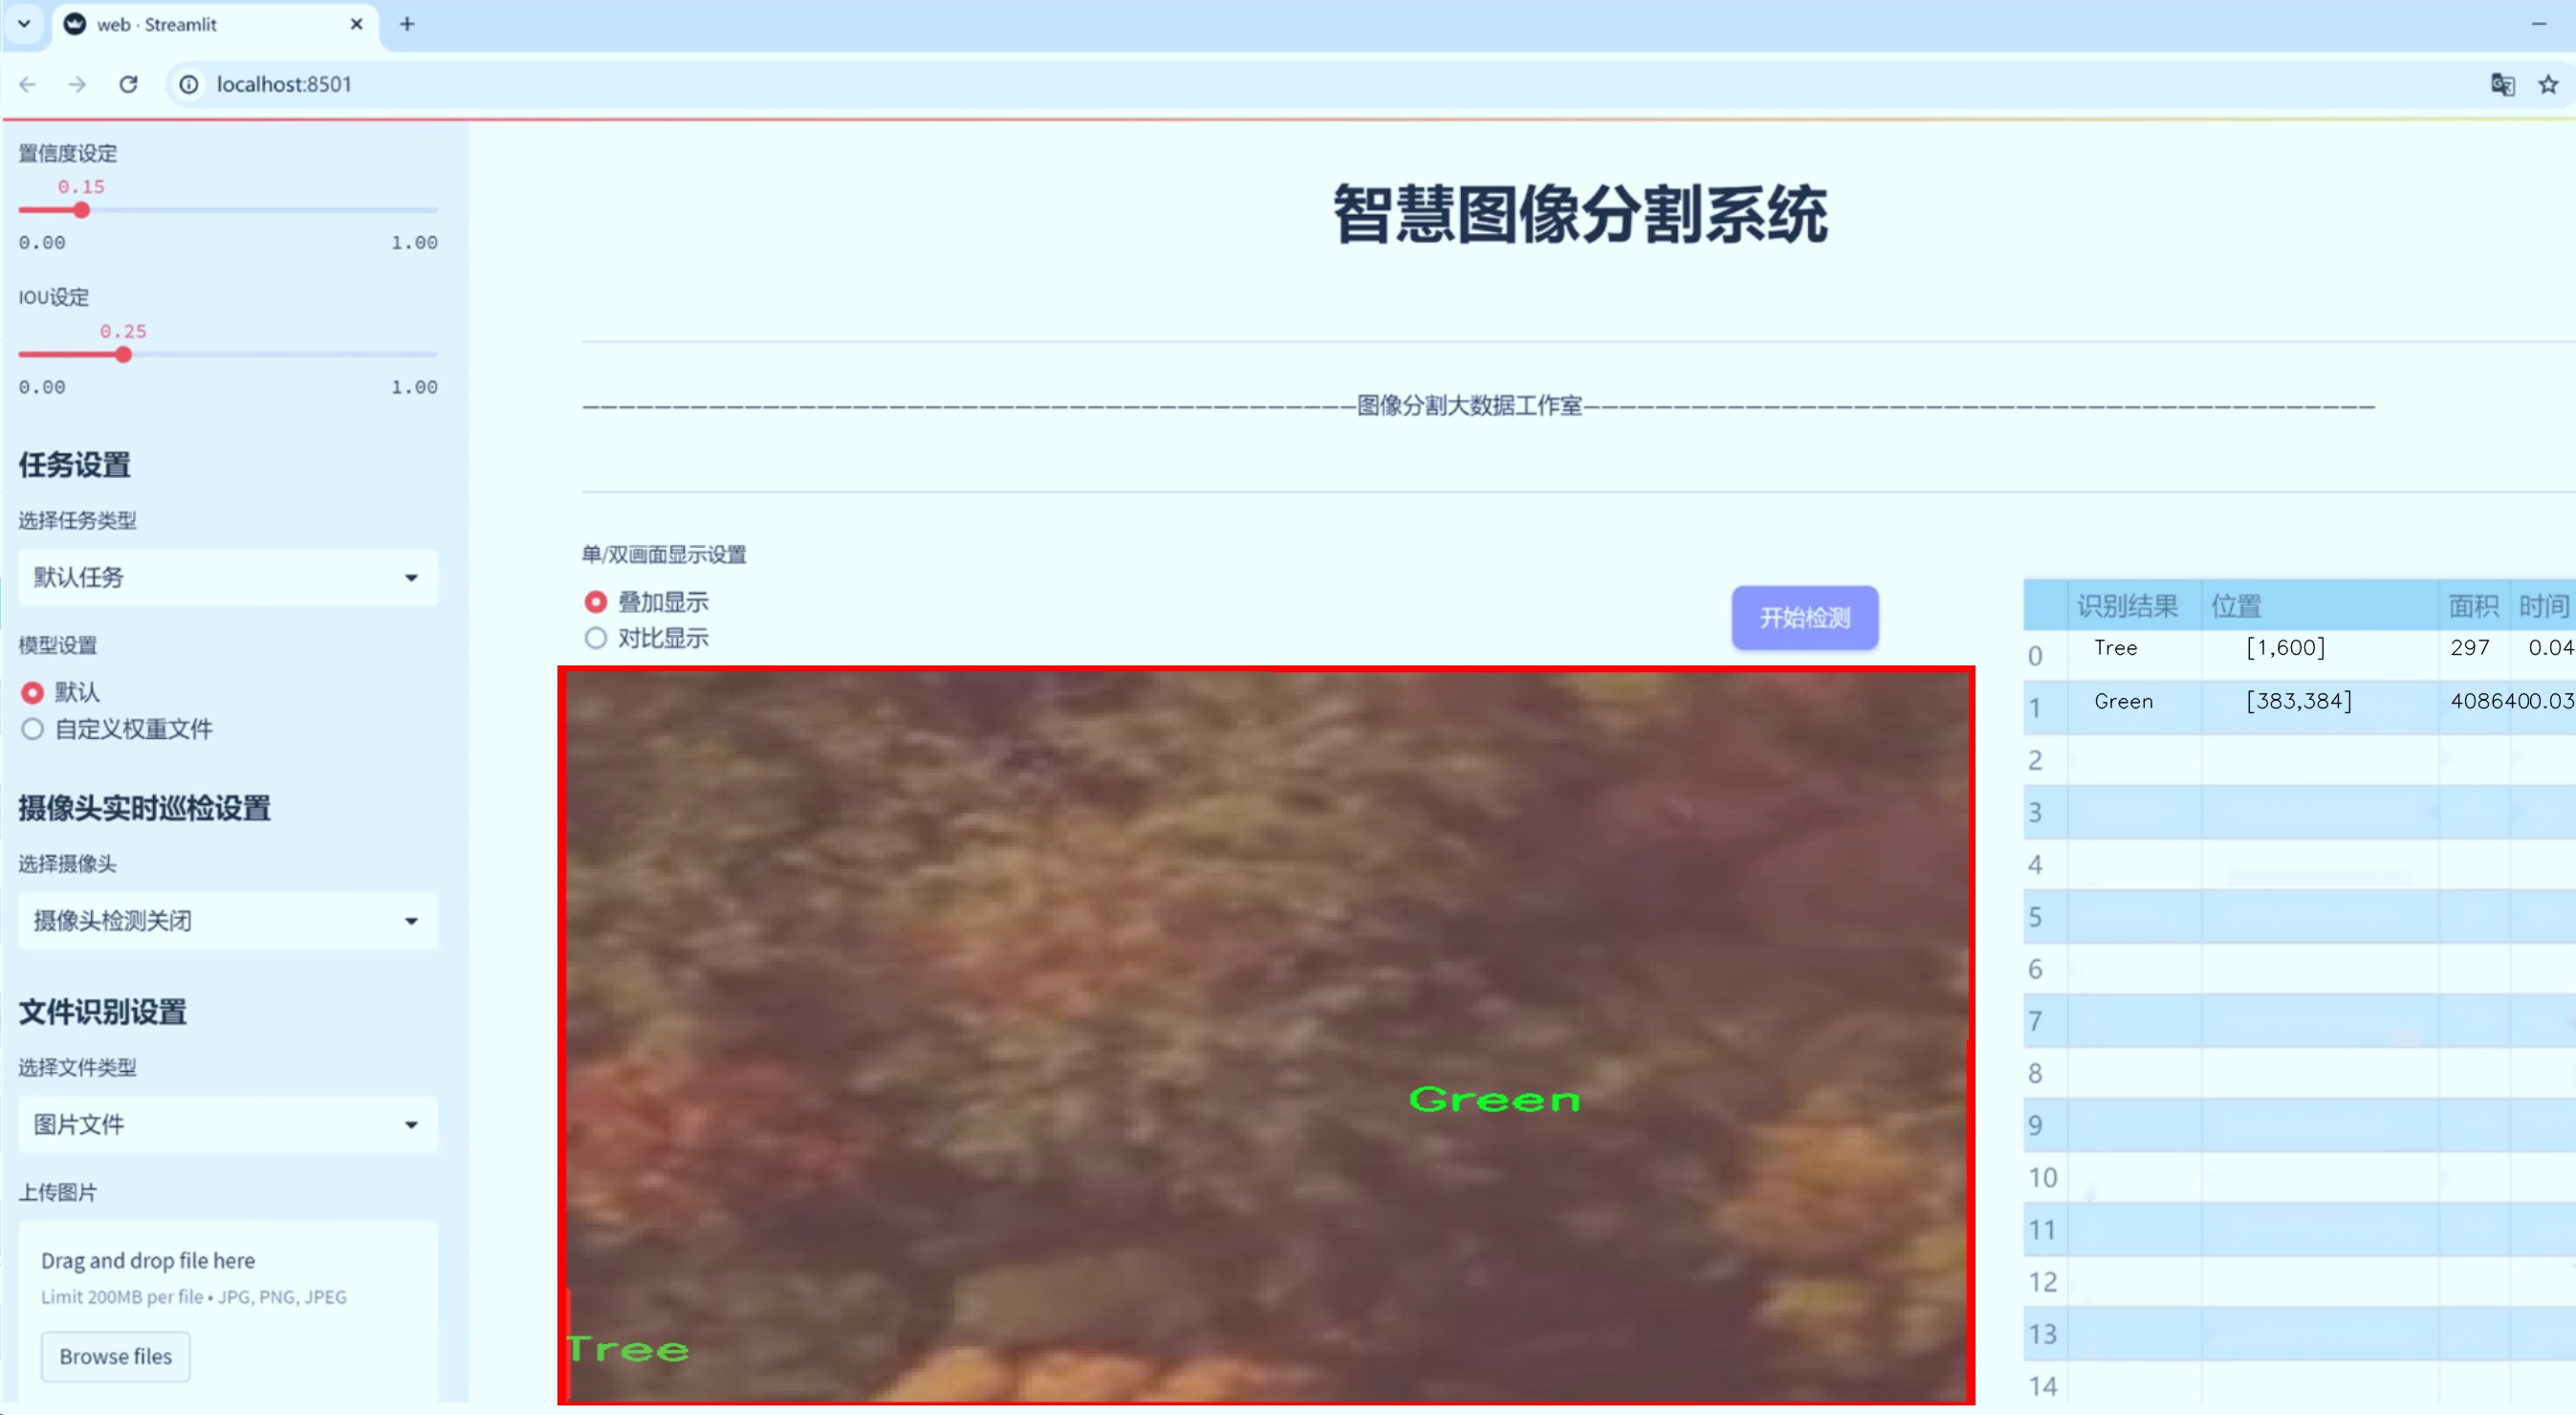 web · Streamlit
localhost:8501
置信度设定
0.15
0.00 1.00
IOU设定
0.25
0.00 1.00
任务设置
选择任务类型
默认任务
模型设置
默认
自定义权重文件
摄像头实时巡检设置
选择摄像头
摄像头检测关闭
文件识别设置
选择文件类型
图片文件
上传图片
Drag and drop file here
Limit 200MB per file • JPG, PNG, JPEG
Browse files
智慧图像分割系统
图像分割大数据工作室
单/双画面显示设置
叠加显示
对比显示
开始检测
Green
Tree
识别结果 位置 面积 时间
0 Tree [1,600] 297 0.04
1 Green [383,384] 4086400.03
2
3
4
5
6
7
8
9
10
11
12
13
14